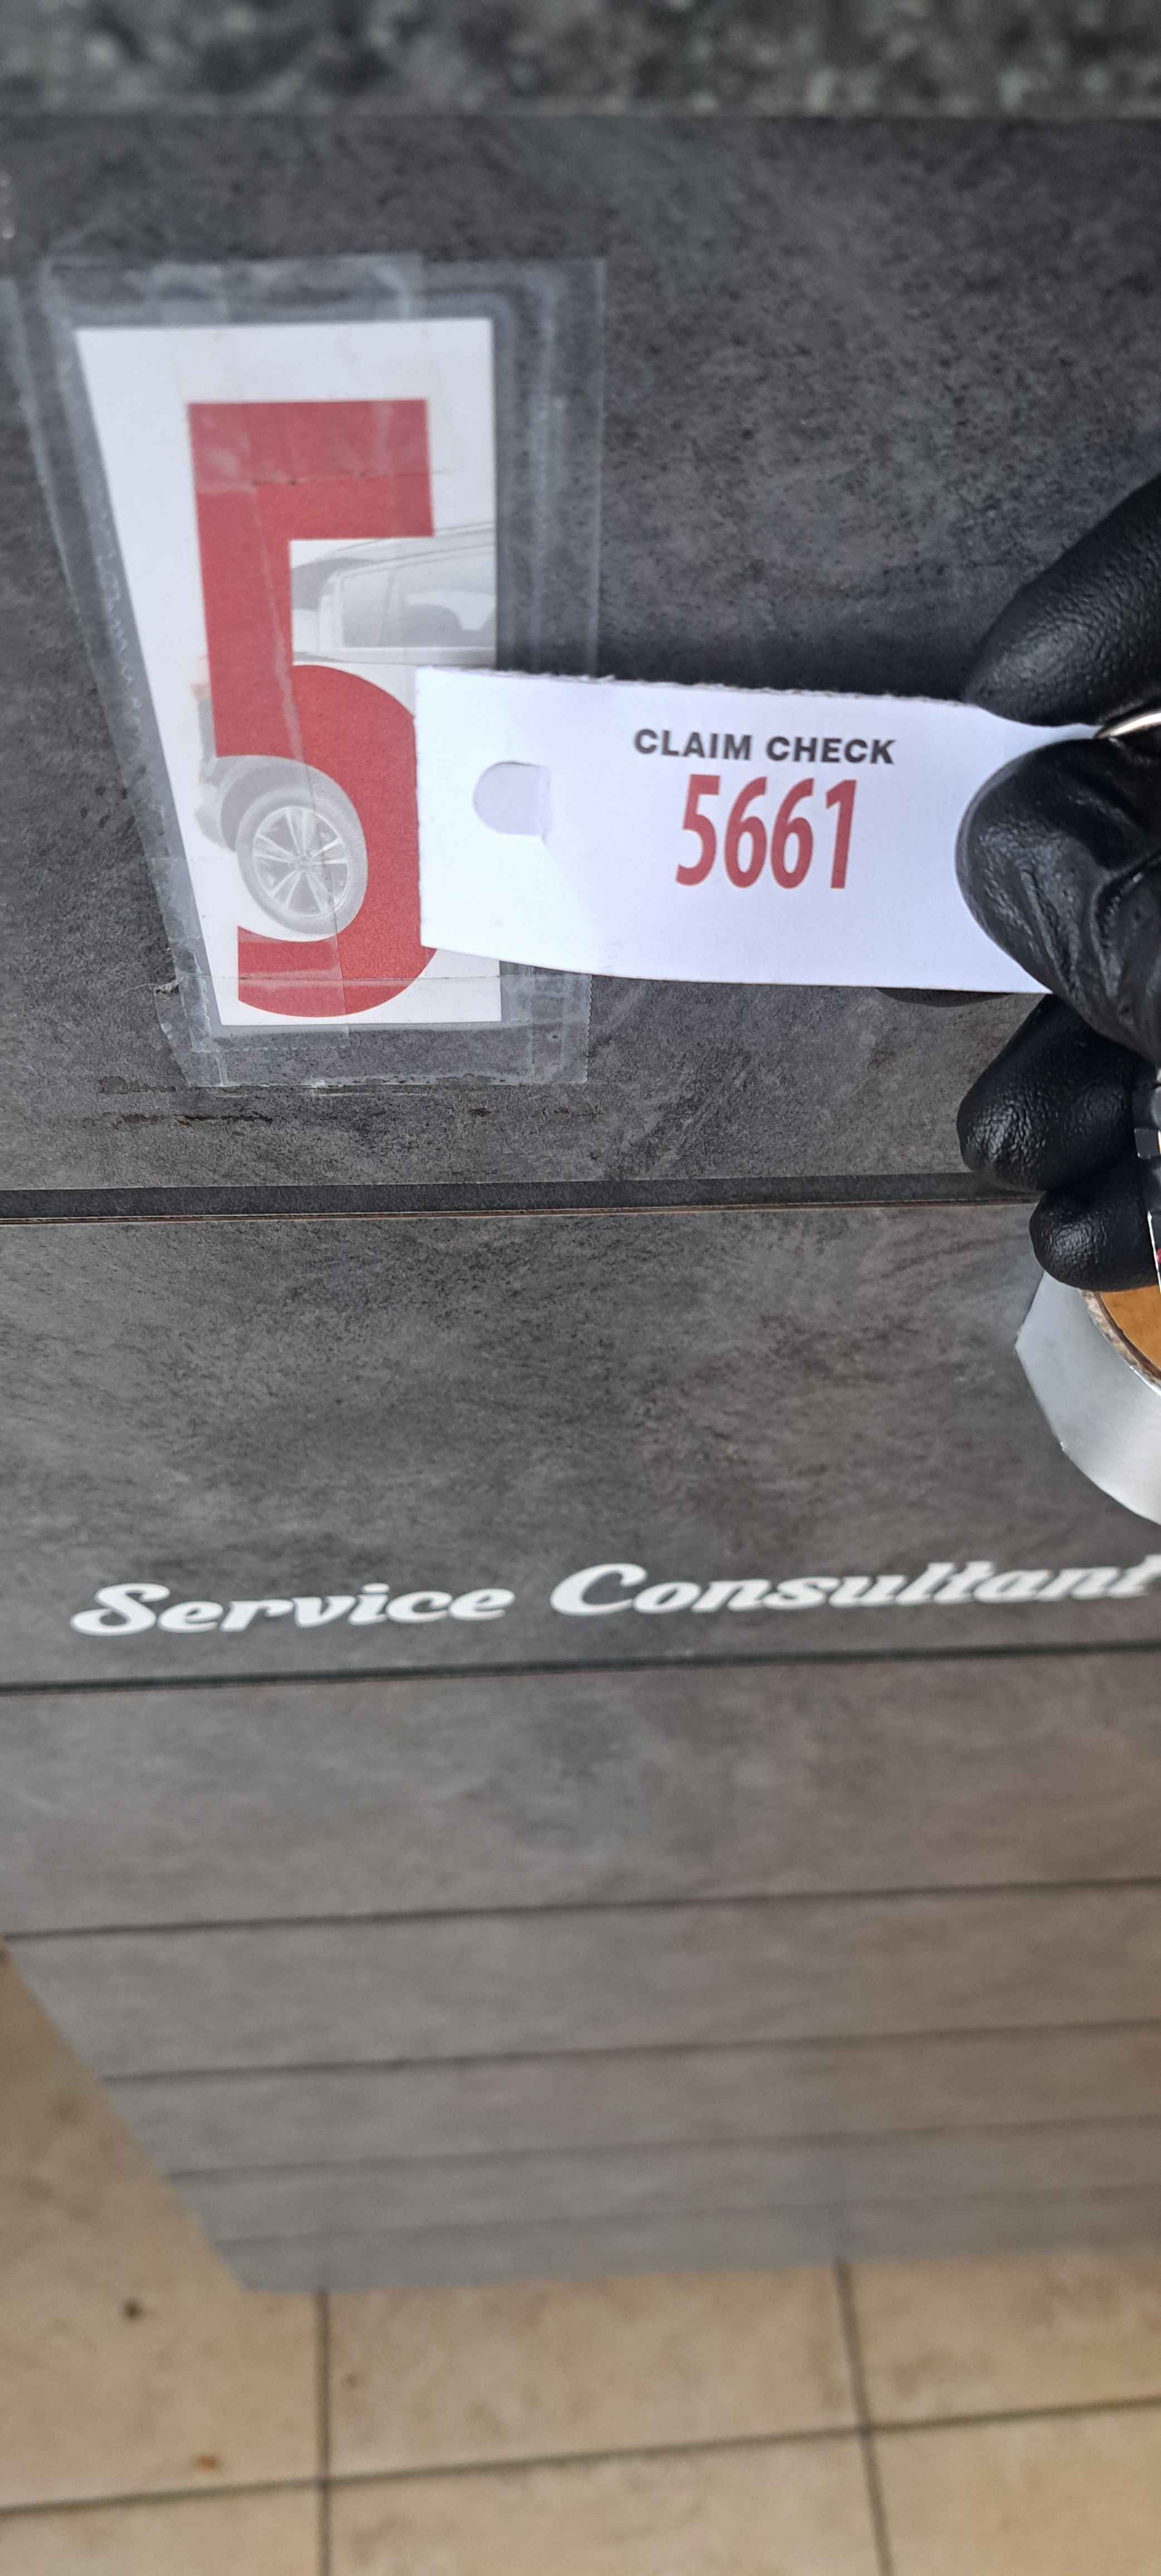 5
CLAIM CHECK
5661
Service Consultant